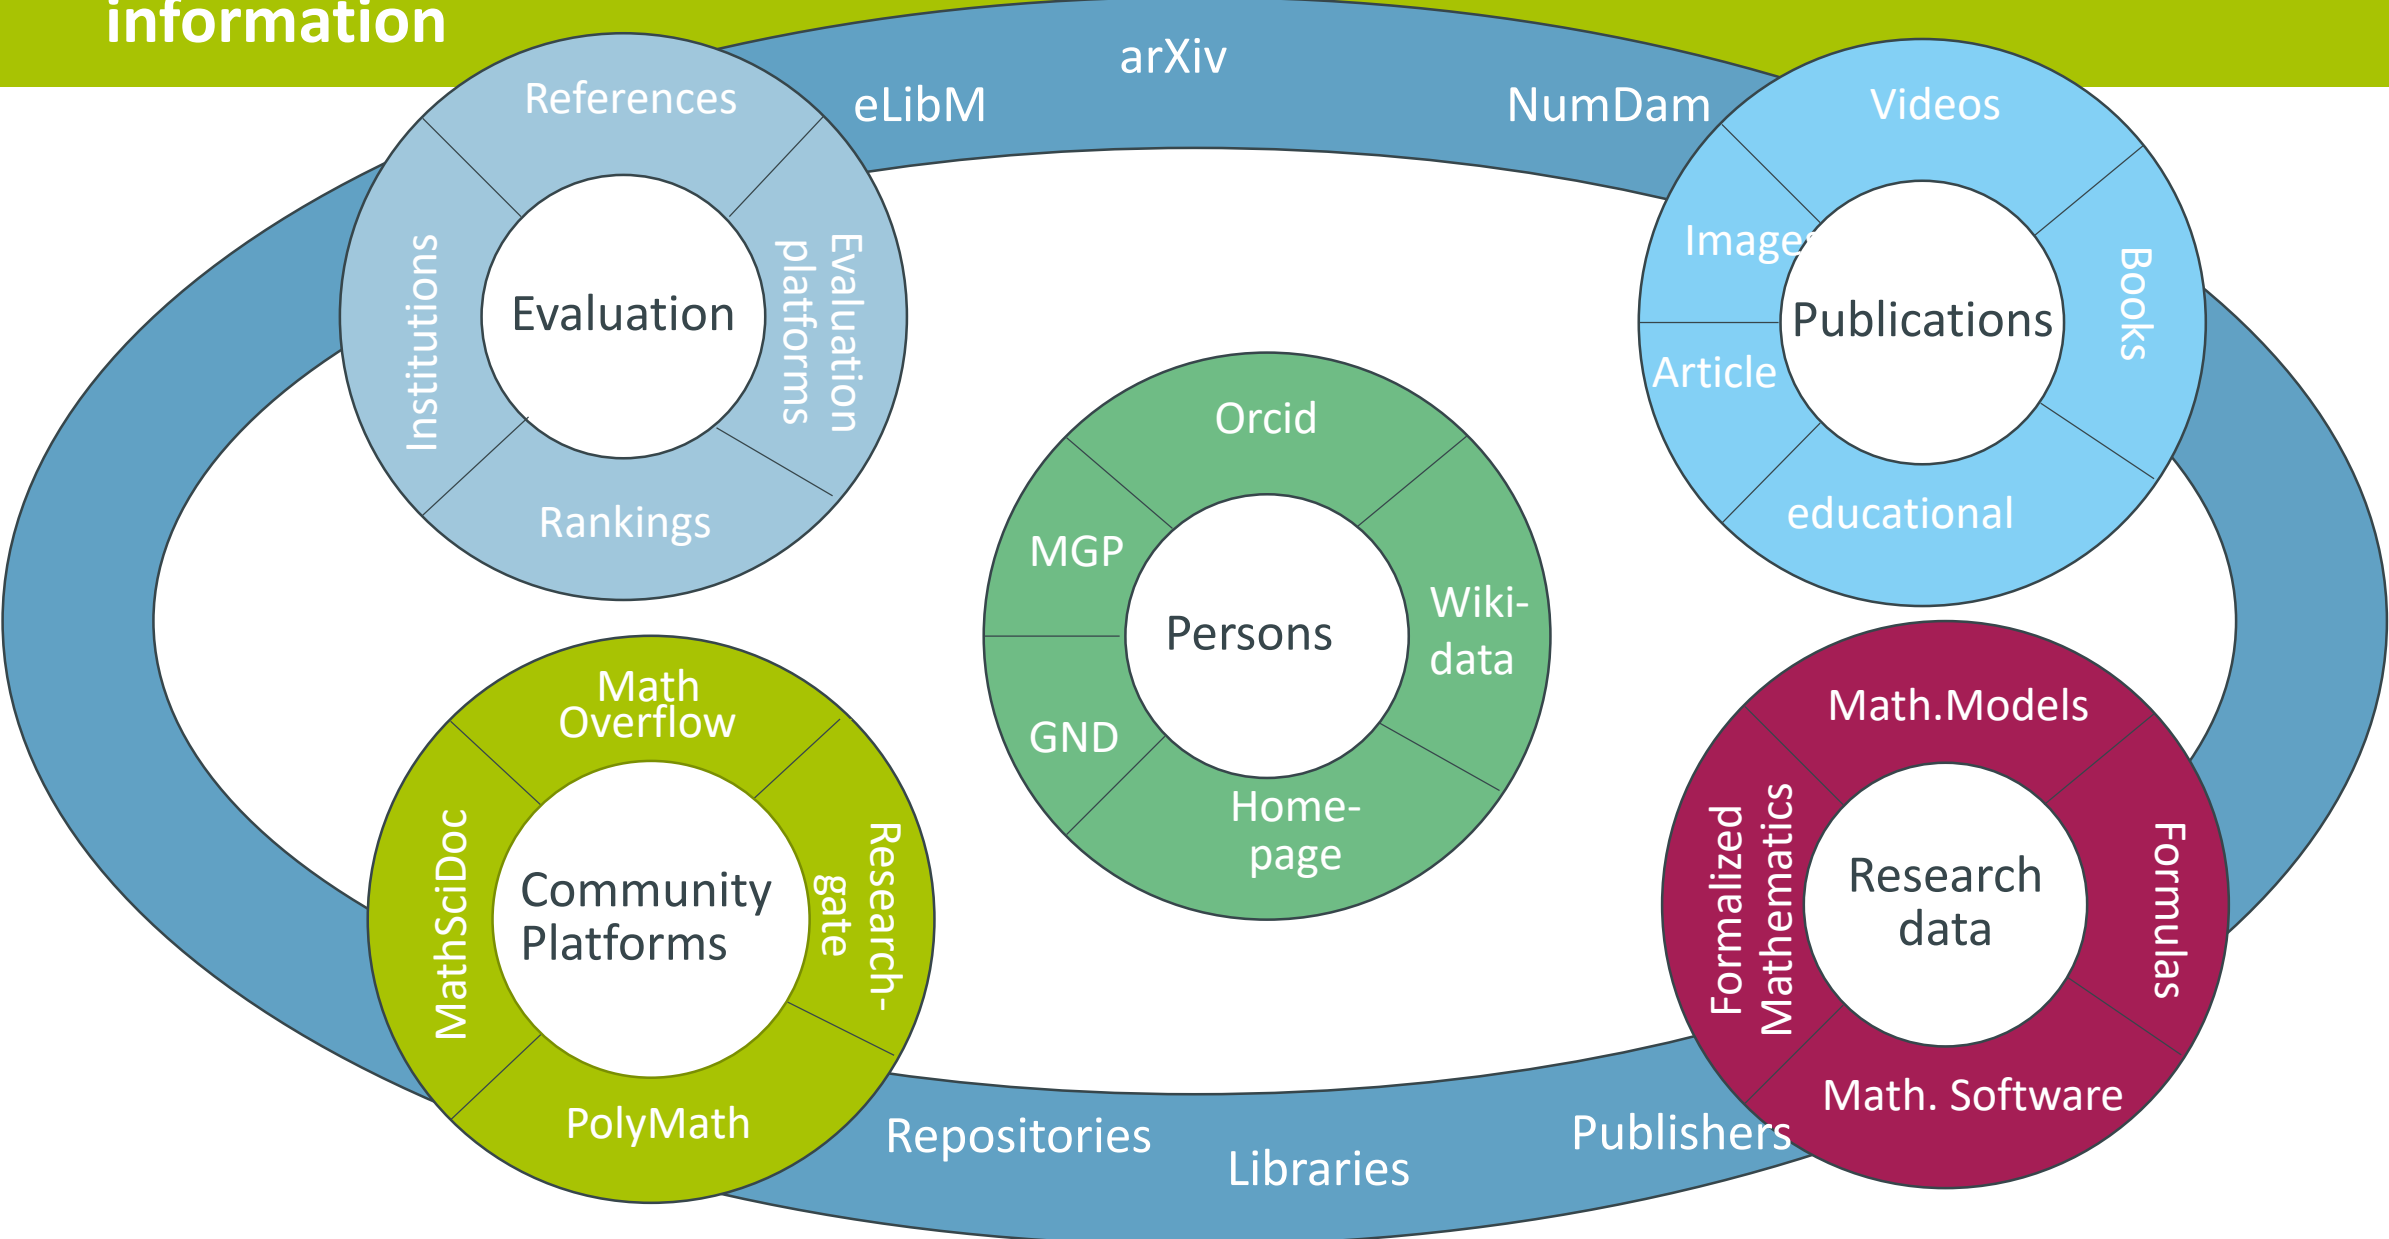 information
arXiv
eLibM
NumDam
References
Evaluation
platforms
Rankings
Institutions
Evaluation
Videos
Books
educational
Article
Images
Publications
Orcid
Wiki-
data
Home-
page
GND
MGP
Persons
Math
Overflow
Research-
gate
PolyMath
MathSciDoc
Community
Platforms
Math.Models
Formulas
Math. Software
Formalized
Mathematics
Research
data
Repositories
Libraries
Publishers